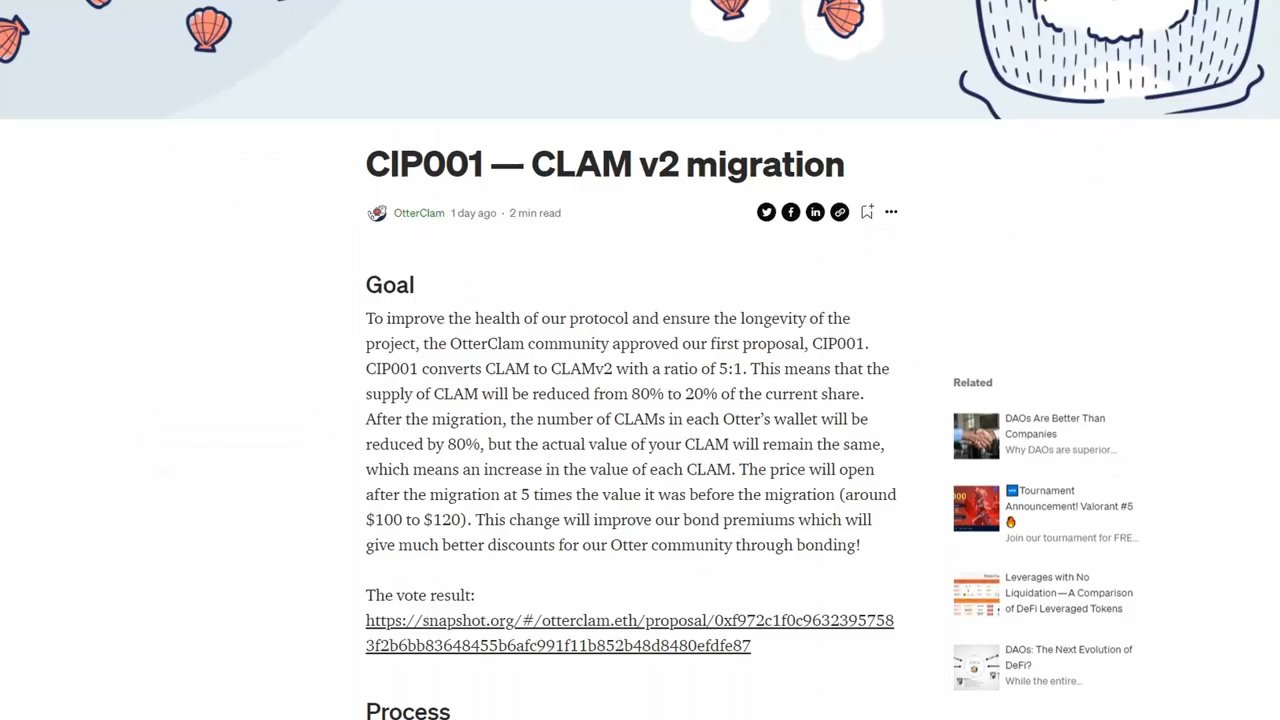 CIP001 — CLAM v2 migration
OtterClam 1 day ago · 2 min read
Goal
To improve the health of our protocol and ensure the longevity of the
project, the OtterClam community approved our first proposal, CIP001.
CIP001 converts CLAM to CLAMv2 with a ratio of 5:1. This means that the
supply of CLAM will be reduced from 80% to 20% of the current share.
After the migration, the number of CLAMs in each Otter’s wallet will be
reduced by 80%, but the actual value of your CLAM will remain the same,
which means an increase in the value of each CLAM. The price will open
after the migration at 5 times the value it was before the migration (around
$100 to $120). This change will improve our bond premiums which will
give much better discounts for our Otter community through bonding!
The vote result:
https://snapshot.org/#/otterclam.eth/proposal/0xf972c1f0c9632395758
3f2b6bb83648455b6afc991f11b852b48d8480efdfe87
Process
Related
DAOs Are Better Than
Companies
Why DAOs are superior...
Tournament
Announcement! Valorant #5
Join our tournament for FRE...
Leverages with No
Liquidation — A Comparison
of DeFi Leveraged Tokens
DAOs: The Next Evolution of
DeFi?
While the entire...